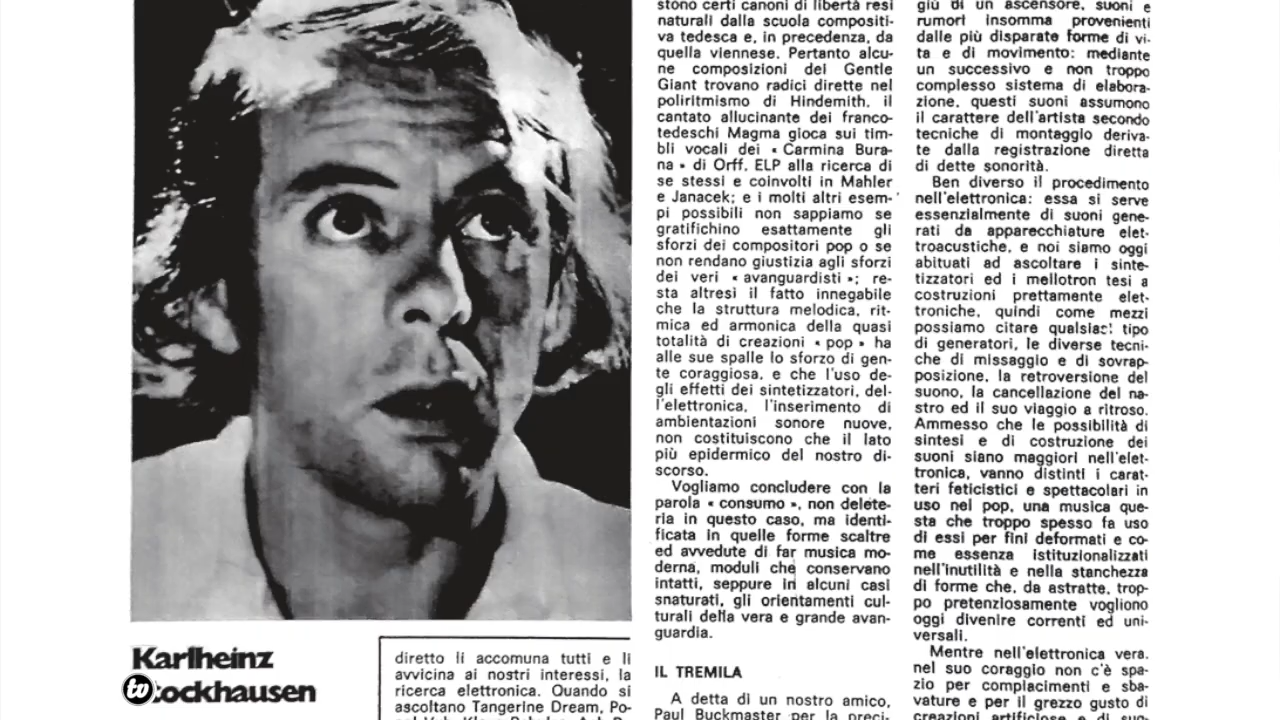 Karlheinz
tv ockhausen
diretto li accomuna tutti e li
avvicina ai nostri interessi, la
ricerca elettronica. Quando si
ascoltano Tangerine Dream, Po-
stono certi canoni di libertà resi
naturali dalla scuola compositi-
va tedesca e, in precedenza, da
quella viennese. Pertanto alcu-
ne composizioni dei Gentle
Giant trovano radici dirette nel
poliritmismo di Hindemith, il
cantato allucinante dei franco-
tedeschi Magma gioca sui tim-
bli vocali dei « Carmina Bura-
na » di Orff. ELP alla ricerca di
se stessi e coinvolti in Mahler
e Janacek; e i molti altri esem-
pi possibili non sappiamo se
gratifichino esattamente gli
sforzi dei compositori pop o se
non rendano giustizia agli sforzi
dei veri « avanguardisti »; re-
sta altresì il fatto innegabile
che la struttura melodica, rit-
mica ed armonica della quasi
totalità di creazioni « pop » ha
alle sue spalle lo sforzo di gen-
te coraggiosa, e che l'uso de-
gli effetti dei sintetizzatori, del-
l'elettronica, l'inserimento di
ambientazioni sonore nuove,
non costituiscono che il lato
più epidermico del nostro di-
scorso.
Vogliamo concludere con la
parola « consumo », non delete-
ria in questo caso, ma identi-
ficata in quelle forme scaltre
ed avvedute di far musica mo-
derna, moduli che conservano
intatti, seppure in alcuni casi
snaturati, gli orientamenti cul-
turali della vera e grande avan-
guardia.
IL TREMILA
A detta di un nostro amico,
Paul Buckmaster per la preci-
giù di un ascensore, suoni e
rumori insomma provenienti
dalle più disparate forme di vi-
ta e di movimento: mediante
un successivo e non troppo
complesso sistema di elabora-
zione, questi suoni assumono
il carattere dell'artista secondo
tecniche di montaggio deriva-
te dalla registrazione diretta
di dette sonorità.
Ben diverso il procedimento
nell'elettronica: essa si serve
essenzialmente di suoni gene-
rati da apparecchiature elet-
troacustiche, e noi siamo oggi
abituati ad ascoltare i sinte-
tizzatori ed i mellotron tesi a
costruzioni prettamente elet-
troniche, quindi come mezzi
possiamo citare qualsiasi tipo
di generatori, le diverse tecni-
che di missaggio e di sovrap-
posizione, la retroversione del
suono, la cancellazione del na-
stro ed il suo viaggio a ritroso.
Ammesso che le possibilità di
sintesi e di costruzione dei
suoni siano maggiori nell'elet-
tronica, vanno distinti i carat-
teri feticistici e spettacolari in
uso nel pop, una musica que-
sta che troppo spesso fa uso
di essi per fini deformati e co-
me essenza istituzionalizzati
nell'inutilità e nella stanchezza
di forme che, da astratte, trop-
po pretenziosamente vogliono
oggi divenire correnti ed uni-
versali.
Mentre nell'elettronica vera,
nel suo coraggio non c'è spa-
zio per complacimenti e sba-
vature e per il grezzo gusto di
creazioni artificiose e di sug-